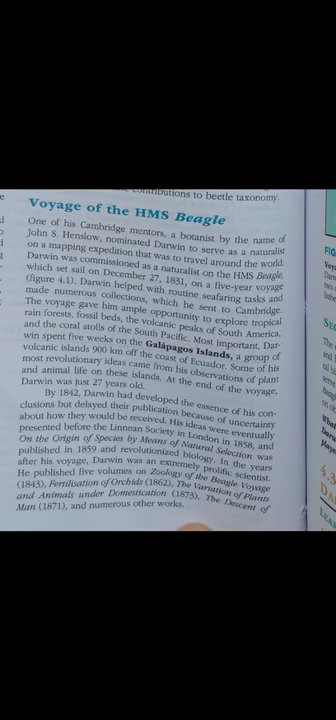 contributions to beetle taxonomy.
Voyage of the HMS Beagle
One of his Cambridge mentors, a botanist by the name of
John S. Henslow, nominated Darwin to serve as a naturalist
on a mapping expedition that was to travel around the world.
Darwin was commissioned as a naturalist on the HMS Beagle,
which set sail on December 27, 1831, on a five-year voyage
(figure 4.1). Darwin helped with routine seafaring tasks and
made numerous collections, which he sent to Cambridge.
The voyage gave him ample opportunity to explore tropical
rain forests, fossil beds, the volcanic peaks of South America,
and the coral atolls of the South Pacific. Most important, Dar-
win spent five weeks on the Galápagos Islands, a group of
volcanic islands 900 km off the coast of Ecuador. Some of his
most revolutionary ideas came from his observations of plant
and animal life on these islands. At the end of the voyage,
Darwin was just 27 years old.
By 1842, Darwin had developed the essence of his con-
clusions but delayed their publication because of uncertainty
about how they would be received. His ideas were eventually
presented before the Linnean Society in London in 1858, and
On the Origin of Species by Means of Natural Selection was
published in 1859 and revolutionized biology. In the years
after his voyage, Darwin was an extremely prolific scientist.
He published five volumes on Zoology of the Beagle Voyage
(1843), Fertilisation of Orchids (1862), The Variation of Plants
and Animals under Domestication (1873), The Descent of
Man (1871), and numerous other works.
FIG
SEC
4.3
LEA